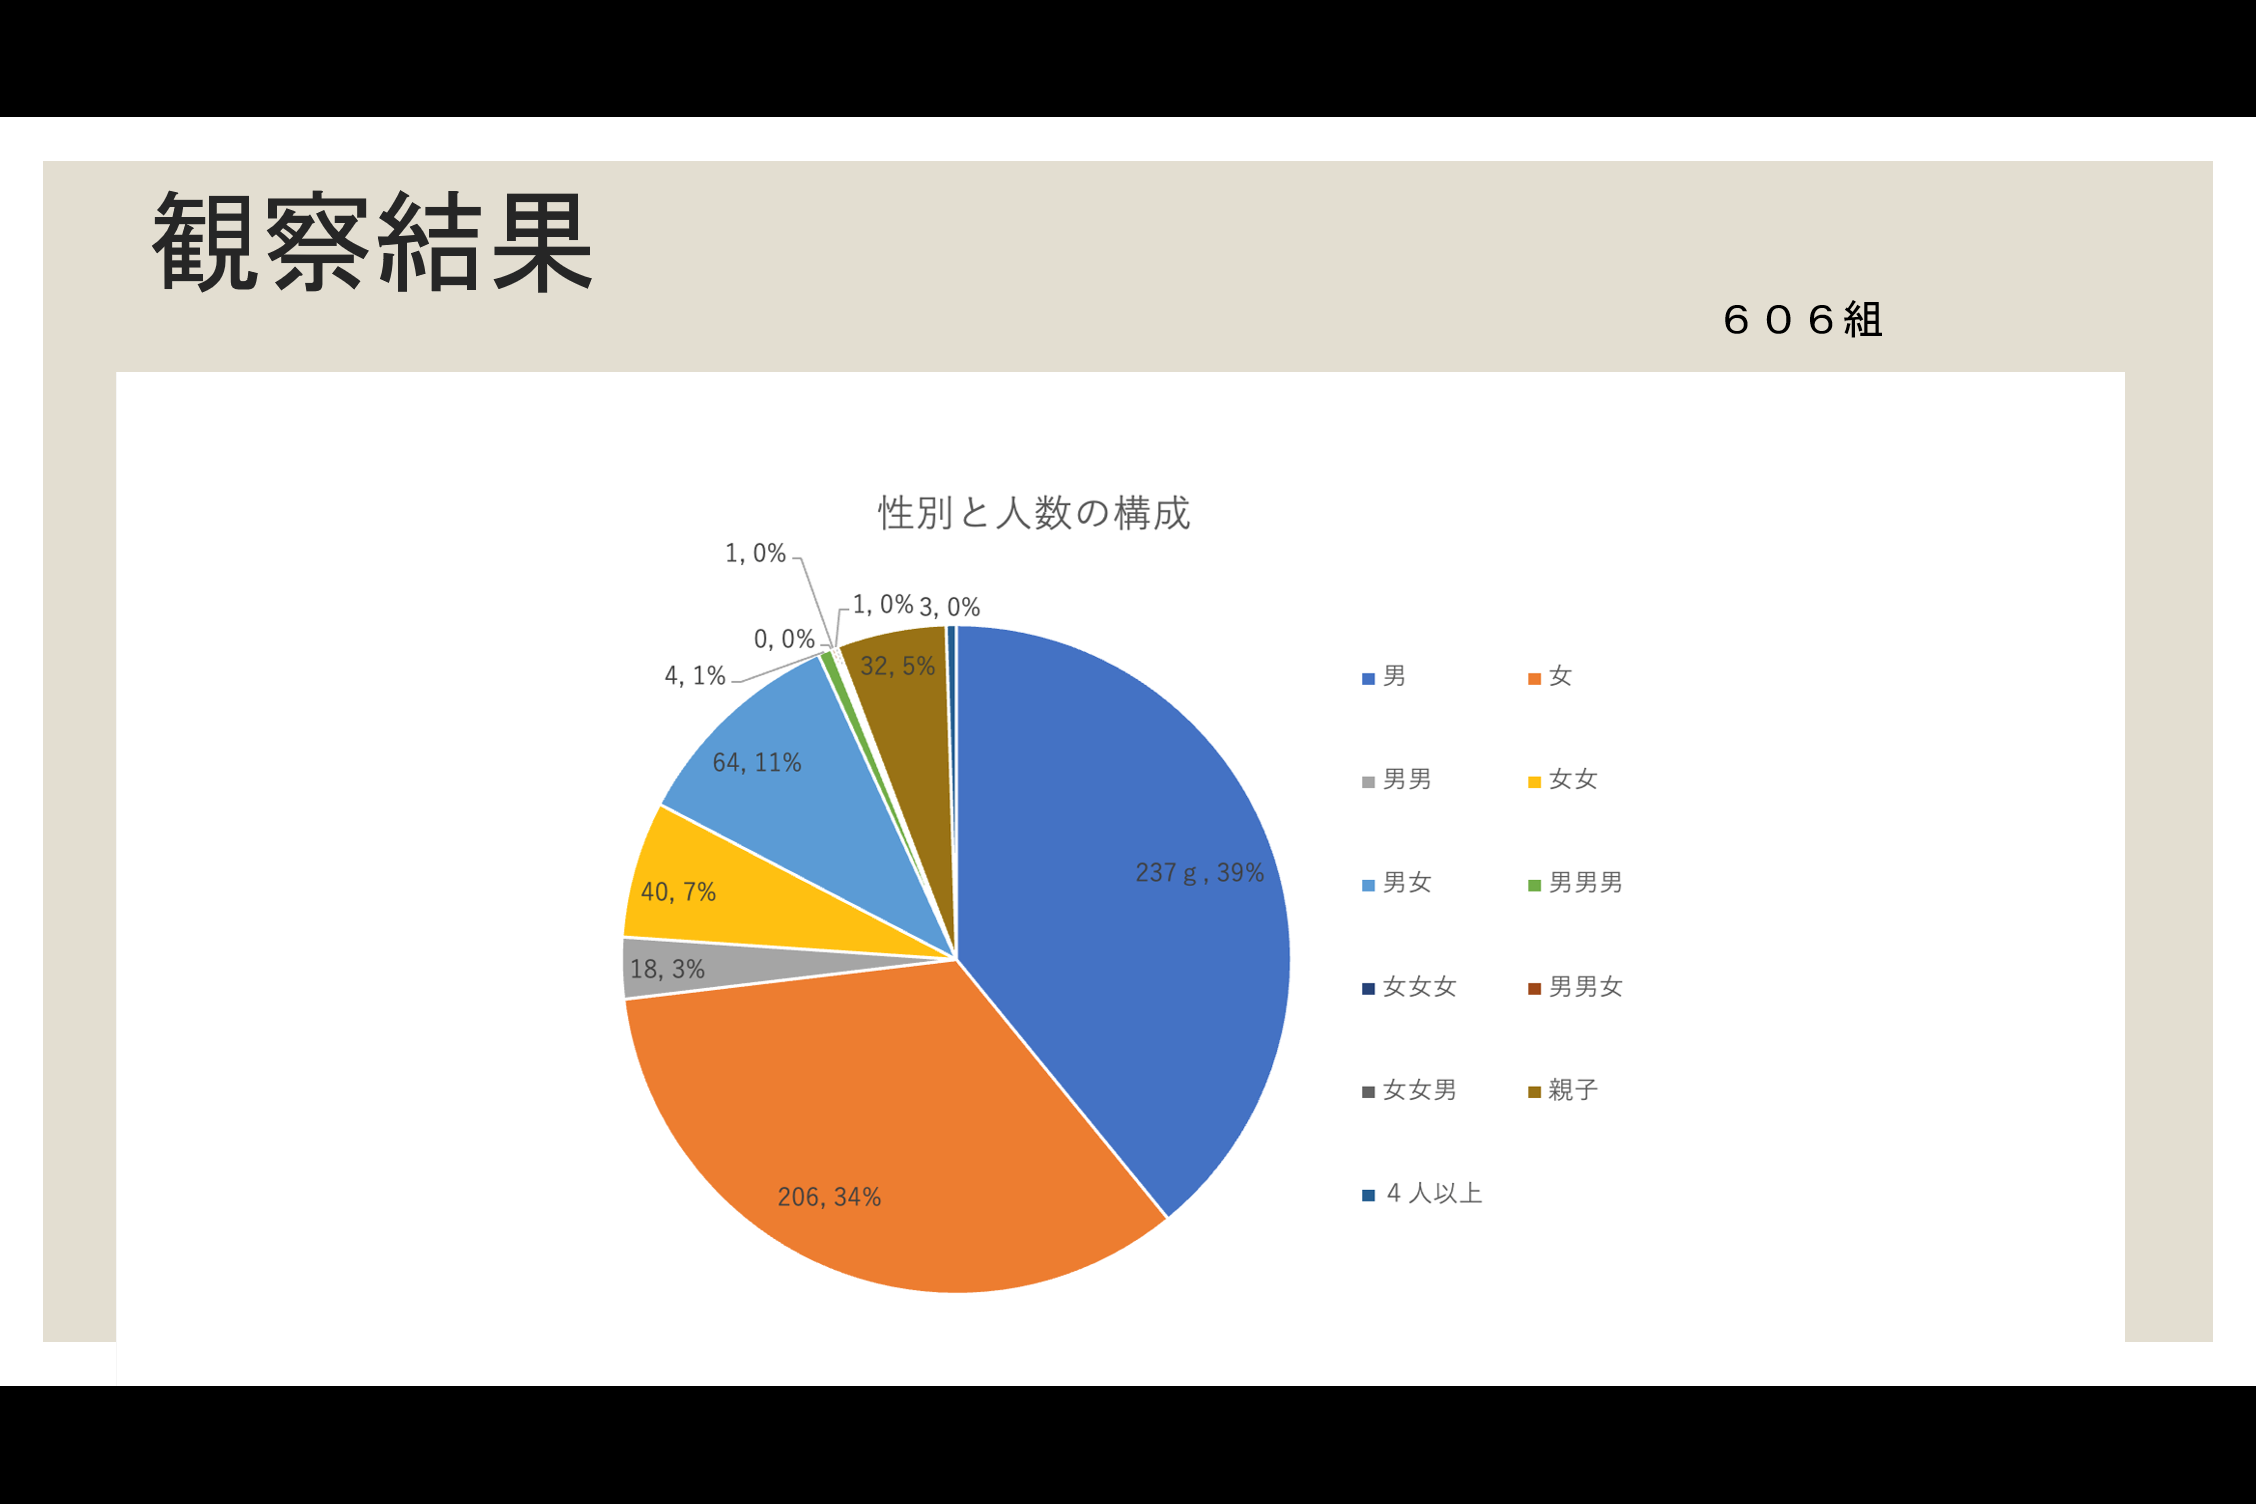 観察結果
６０６組
性別と人数の構成
1, 0%
1, 0%
3, 0%
0, 0%
4, 1%
32, 5%
64, 11%
237ｇ, 39%
40, 7%
18, 3%
206, 34%
男
女
男男
女女
男女
男男男
女女女
男男女
女女男
親子
４人以上